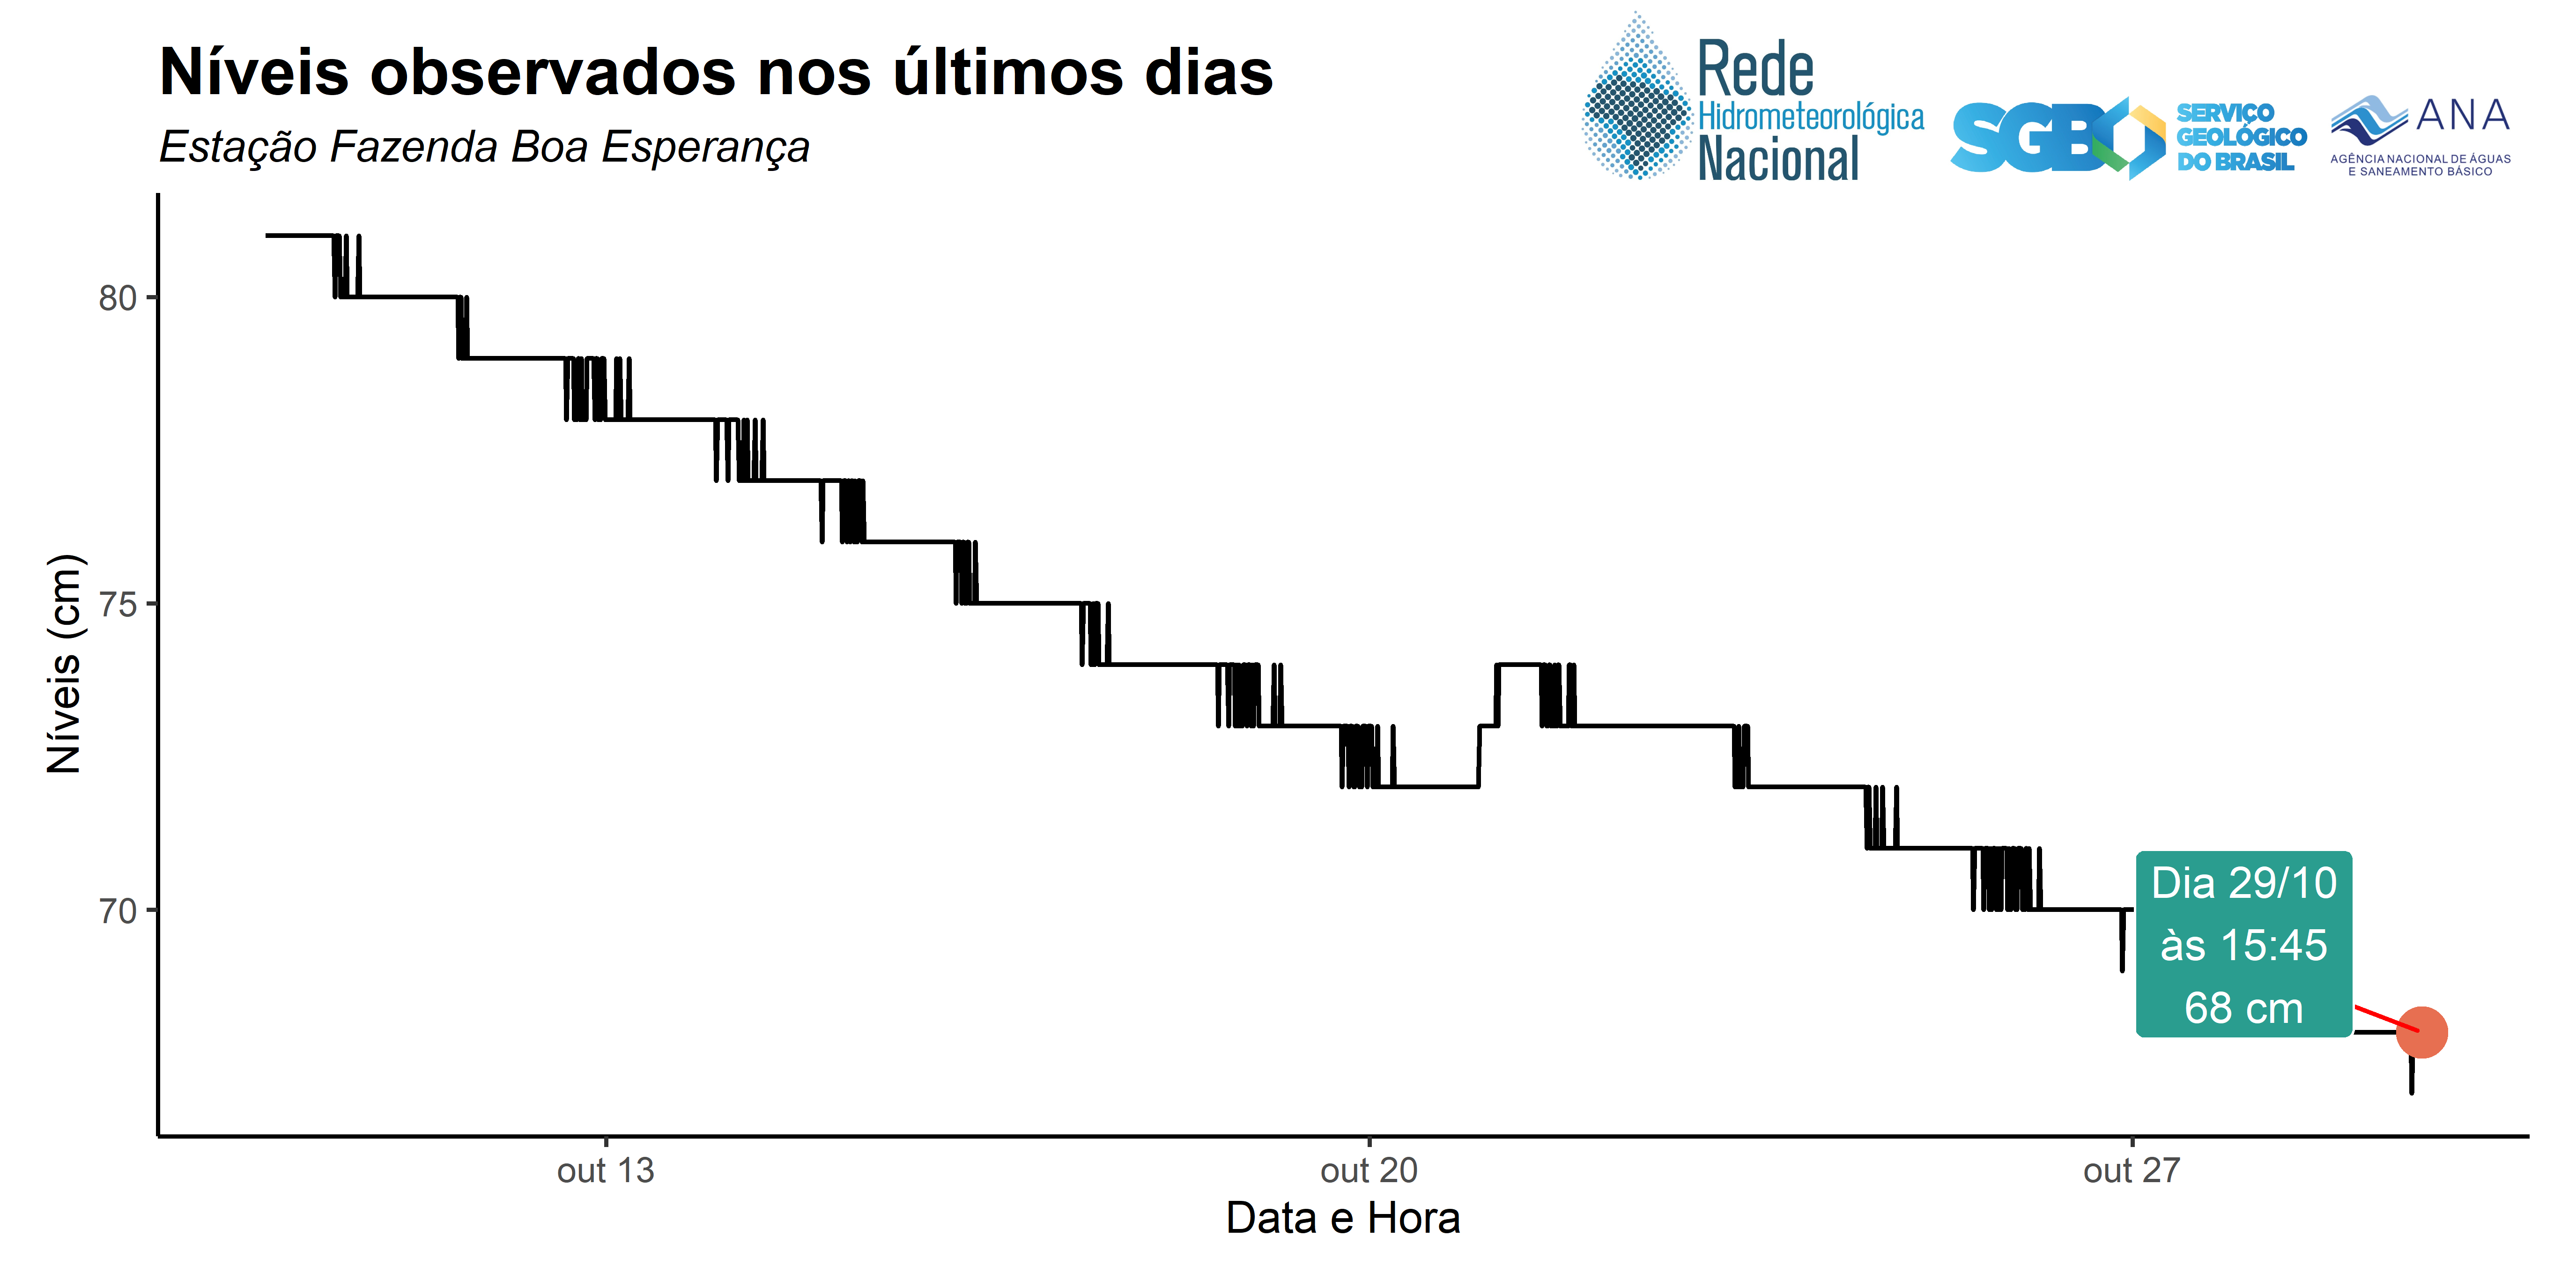 Níveis observados nos últimos dias
Estação Fazenda Boa Esperança
Rede
Hidrometeorológica
Nacional
SGB
SERVIÇO
GEOLÓGICO
DO BRASIL
ANA
AGÊNCIA NACIONAL DE ÁGUAS
E SANEAMENTO BÁSICO
Níveis (cm)
80
75
70
Dia 29/10
às 15:45
68 cm
out 13
out 20
out 27
Data e Hora